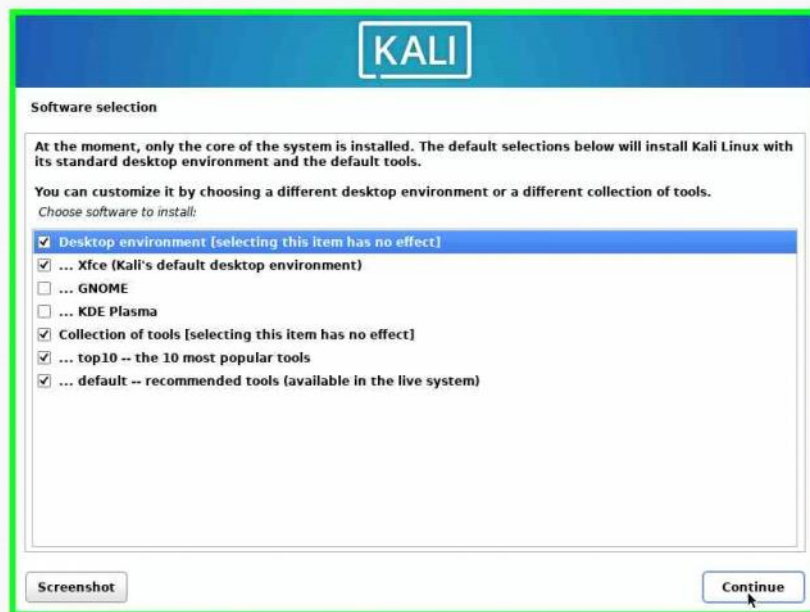 KALI
Software selection
At the moment, only the core of the system is installed. The default selections below will install Kali Linux with
its standard desktop environment and the default tools.
You can customize it by choosing a different desktop environment or a different collection of tools.
Choose software to install:
Desktop environment [selecting this item has no effect]
... Xfce (Kali's default desktop environment)
... GNOME
... KDE Plasma
Collection of tools [selecting this item has no effect]
... top10 -- the 10 most popular tools
... default -- recommended tools (available in the live system)
Screenshot
Continue